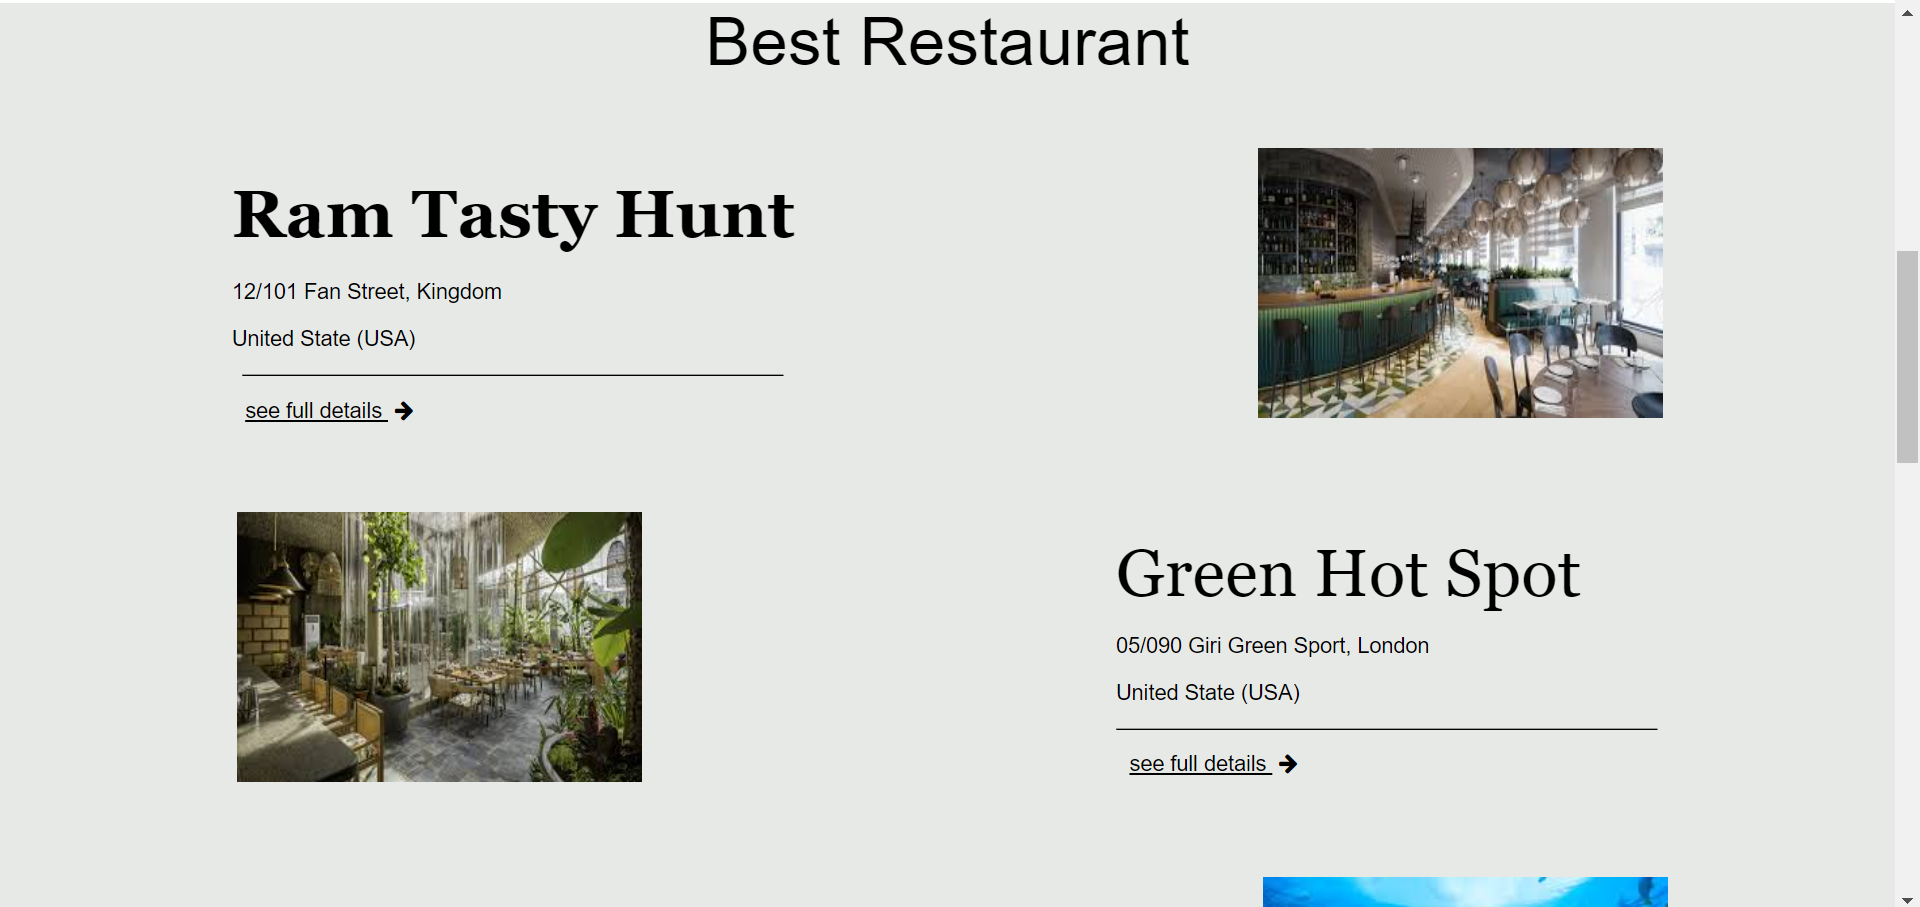 Best Restaurant
Ram Tasty Hunt
12/101 Fan Street, Kingdom
United State (USA)
see full details
Green Hot Spot
05/090 Giri Green Sport, London
United State (USA)
see full details